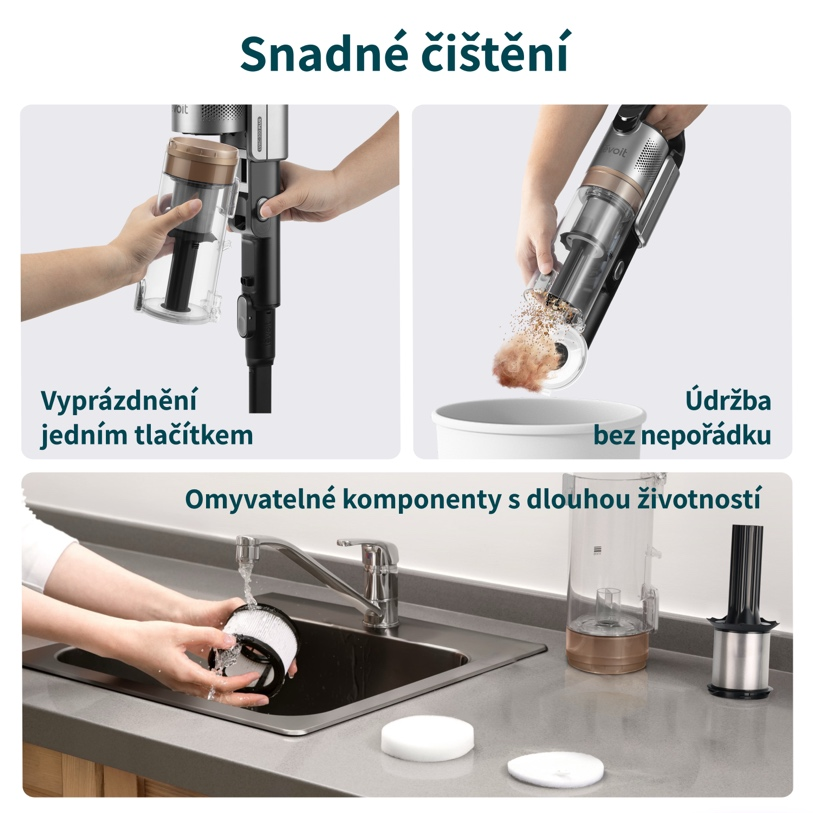 Snadné čištění
Vyprázdnění
jedním tlačítkem
Údržba
bez nepořádku
Omyvatelné komponenty s dlouhou životností